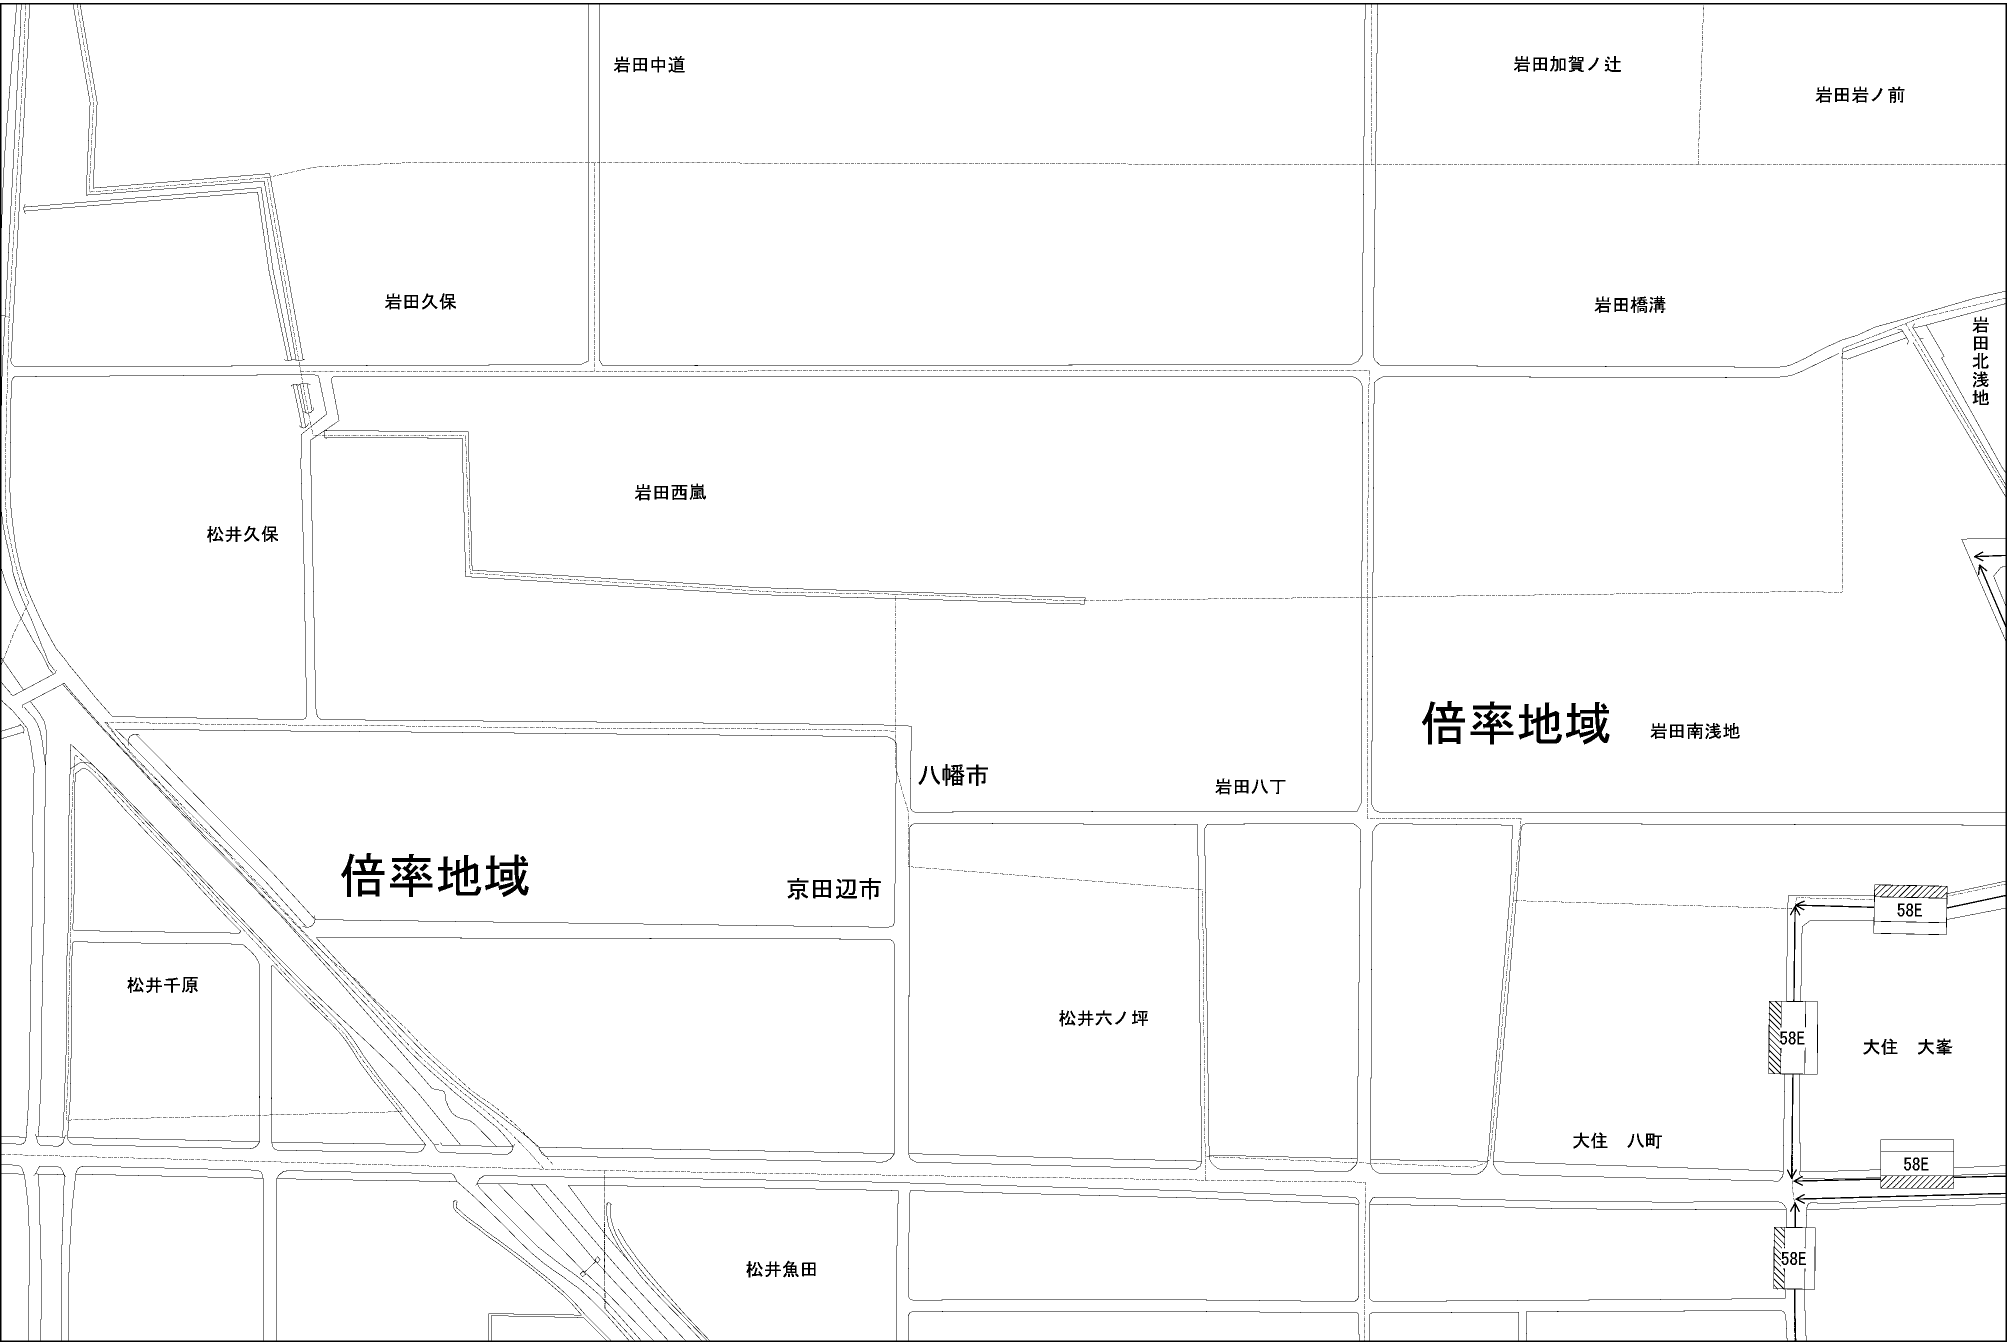 岩田中道
岩田加賀ノ辻
岩田岩ノ前
岩田久保
岩田橋溝
岩田北浅地
岩田西嵐
松井久保
倍率地域
岩田南浅地
八幡市
岩田八丁
倍率地域
京田辺市
58E
松井千原
松井六ノ坪
58E
大住　大峯
大住　八町
58E
松井魚田
58E